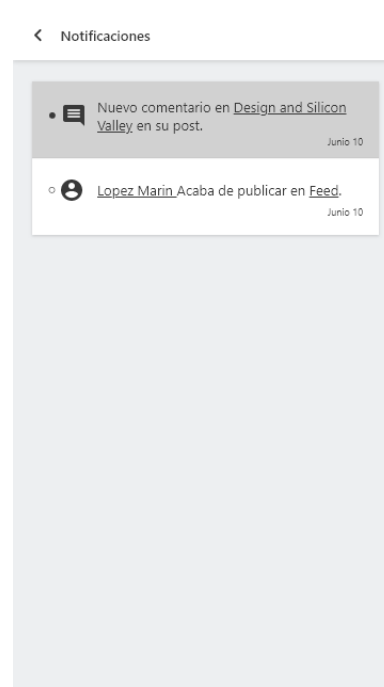 Notificaciones
Nuevo comentario en Design and Silicon
Valley en su post.
Junio 10
Lopez Marin Acaba de publicar en Feed.
Junio 10